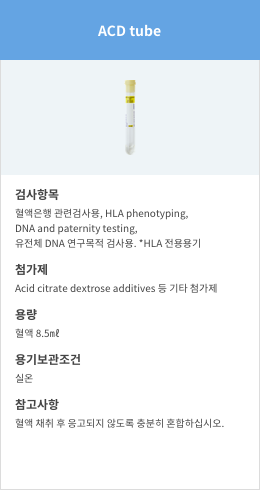 ACD tube
검사항목
혈액은행 관련검사용, HLA phenotyping,
DNA and paternity testing,
유전체 DNA 연구목적 검사용. *HLA 전용용기
첨가제
Acid citrate dextrose additives 등 기타 첨가제
용량
혈액 8.5㎖
용기보관조건
실온
참고사항
혈액 채취 후 응고되지 않도록 충분히 혼합하십시오.